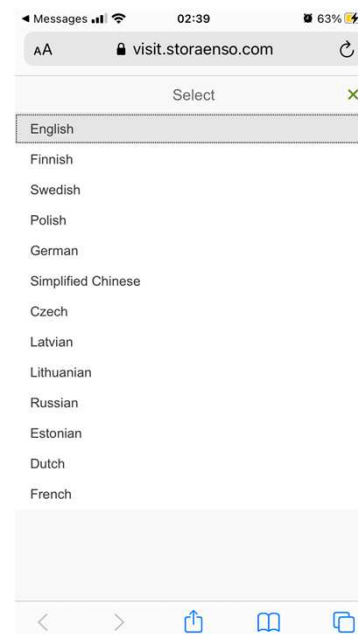 Messages
02:39
63%
AA visit.storaenso.com
Select
English
Finnish
Swedish
Polish
German
Simplified Chinese
Czech
Latvian
Lithuanian
Russian
Estonian
Dutch
French